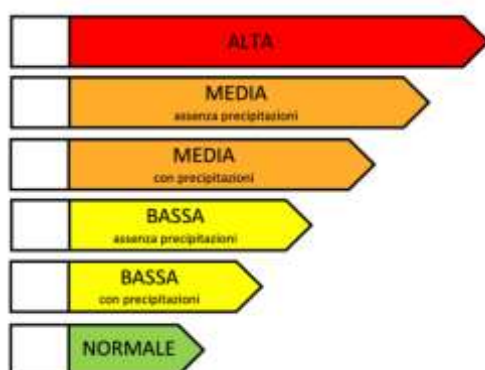 ALTA
MEDIA
assenza precipitazioni
MEDIA
con precipitazioni
BASSA
assenza precipitazioni
BASSA
con precipitazioni
NORMALE